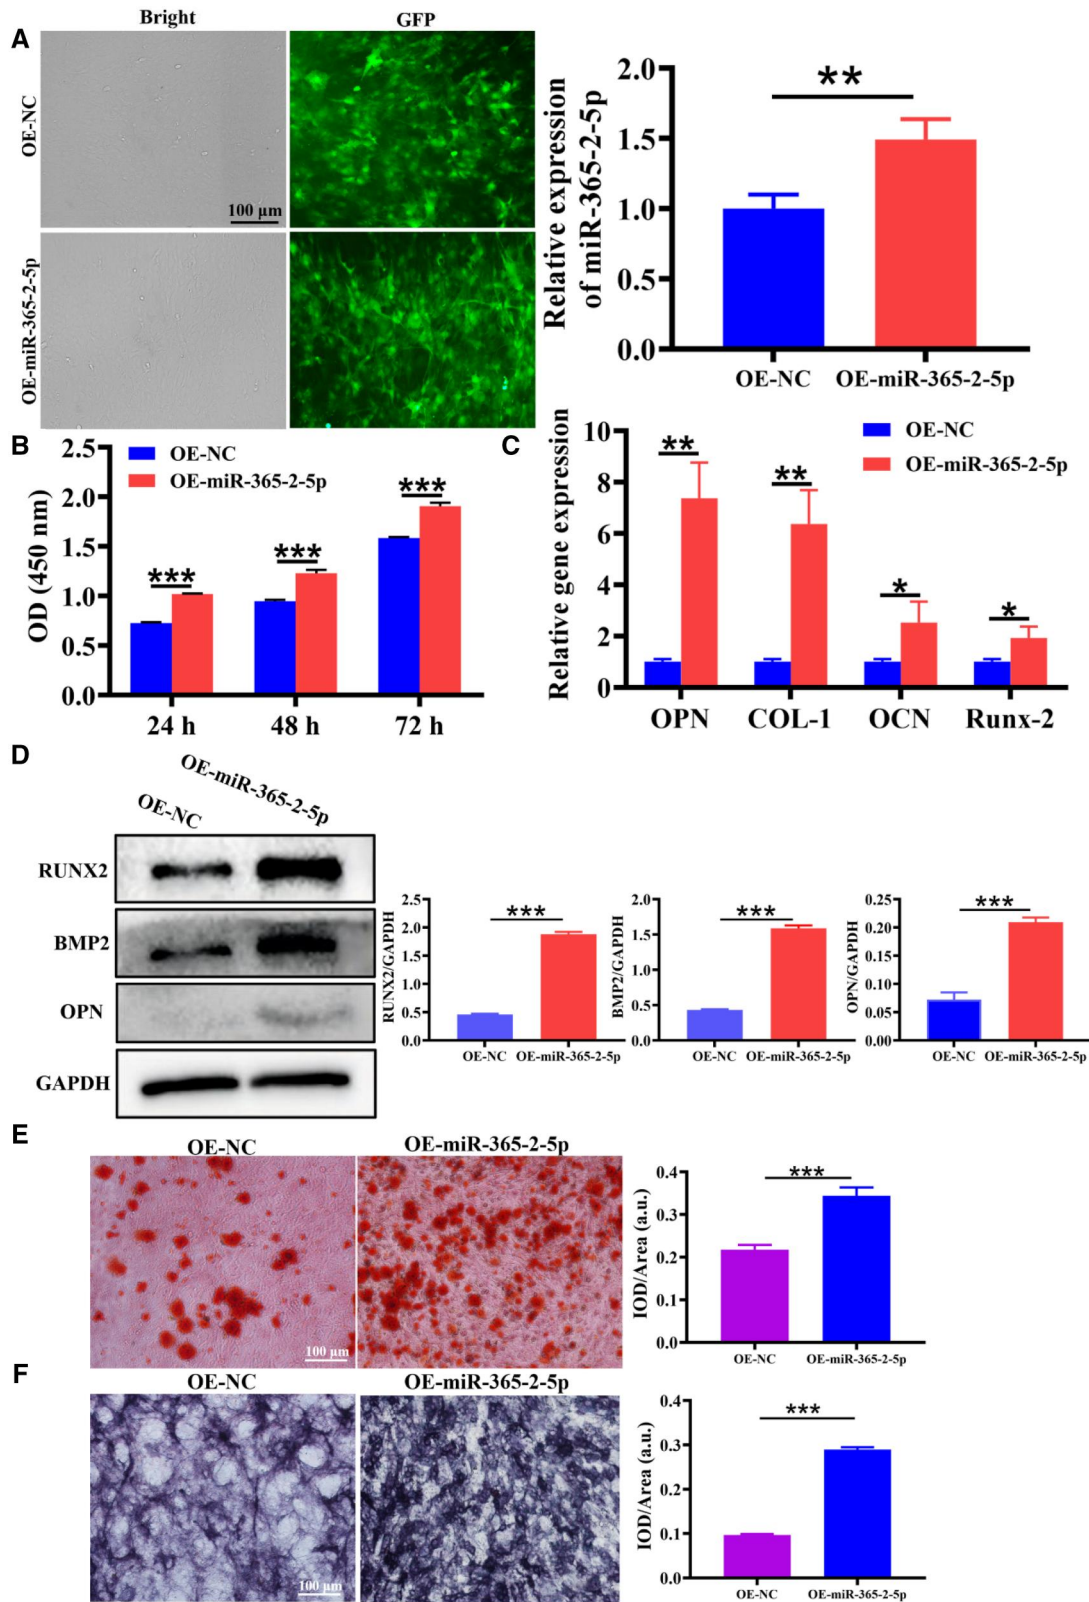 A
Bright
GFP
OE-NC
100 µm
OE-miR-365-2-5p
Relative expression
of miR-365-2-5p
2.0
1.5
1.0
0.5
0.0
**
OE-NC
OE-miR-365-2-5p
B
OD (450 nm)
2.5
2.0
1.5
1.0
0.5
0.0
OE-NC
OE-miR-365-2-5p
***
***
***
24 h
48 h
72 h
C
Relative gene expression
10
8
6
4
2
0
OE-NC
OE-miR-365-2-5p
**
**
*
*
OPN
COL-1
OCN
Runx-2
D
OE-NC
OE-miR-365-2-5p
RUNX2
BMP2
OPN
GAPDH
RUNX2/GAPDH
2.5
2.0
1.5
1.0
0.5
0.0
***
OE-NC
OE-miR-365-2-5p
BMP2/GAPDH
2.0
1.5
1.0
0.5
0.0
***
OE-NC
OE-miR-365-2-5p
OPN/GAPDH
0.25
0.20
0.15
0.10
0.05
0.00
***
OE-NC
OE-miR-365-2-5p
E
OE-NC
OE-miR-365-2-5p
100 µm
IOD/Area (a.u.)
0.4
0.3
0.2
0.1
0.0
***
OE-NC
OE-miR-365-2-5p
F
OE-NC
OE-miR-365-2-5p
100 µm
IOD/Area (a.u.)
0.4
0.3
0.2
0.1
0.0
***
OE-NC
OE-miR-365-2-5p